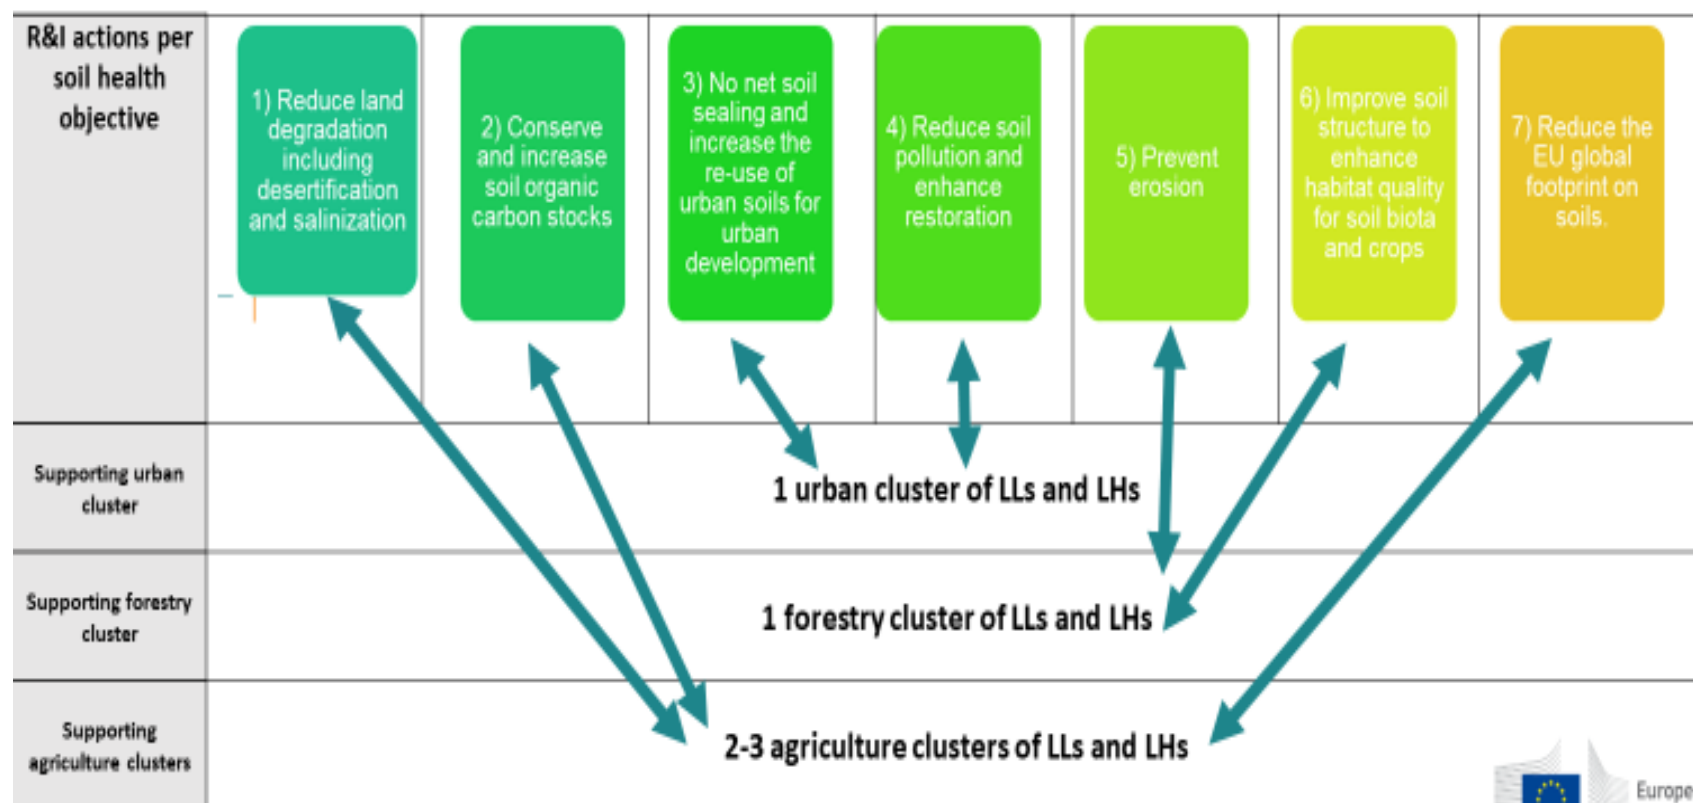 R&I actions per
soil health
objective
1) Reduce land
degradation
including
desertification
and salinization
2) Conserve
and increase
soil organic
carbon stocks
3) No net soil
sealing and
increase the
re-use of
urban soils for
urban
development
4) Reduce soil
pollution and
enhance
restoration
5) Prevent
erosion
6) Improve soil
structure to
enhance
habitat quality
for soil biota
and crops
7) Reduce the
EU global
footprint on
soils.
Supporting urban
cluster
1 urban cluster of LLs and LHs
Supporting forestry
cluster
1 forestry cluster of LLs and LHs
Supporting
agriculture clusters
2-3 agriculture clusters of LLs and LHs
Europe